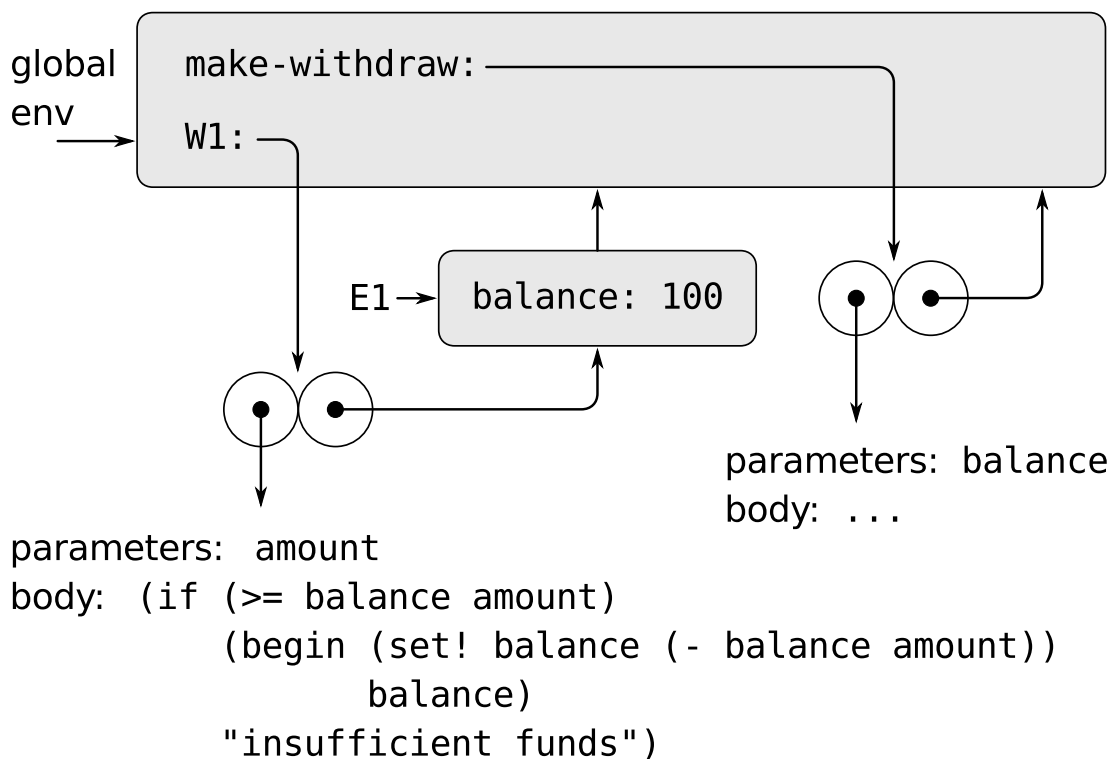 global
env
make-withdraw:
W1:
E1
balance: 100
parameters: balance
body: ...
parameters: amount
body: (if (>= balance amount)
(begin (set! balance (- balance amount))
balance)
"insufficient funds")